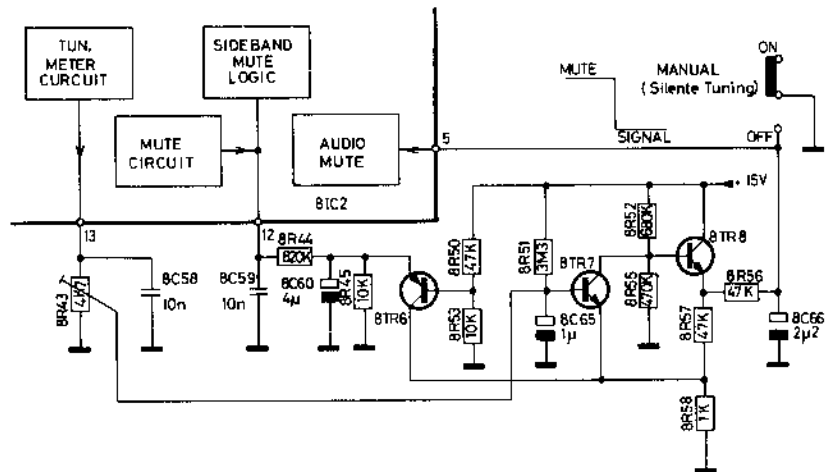 TUN.
METER
CURCUIT
SIDEBAND
MUTE
LOGIC
MUTE
CIRCUIT
AUDIO
MUTE
8IC2
MUTE
SIGNAL
MANUAL
(Silente Tuning)
ON
OFF
5
+ 15V
13
12
8R43
4K7
8C58
10n
8C59
10n
8R44
820K
8C60
4µ
8R45
10K
8TR6
8R50
47K
8R53
10K
8R51
3M3
8C65
1µ
8TR7
8R52
680K
8R55
470K
8TR8
8R56
47K
8R57
47K
8C66
2µ2
8R58
1K